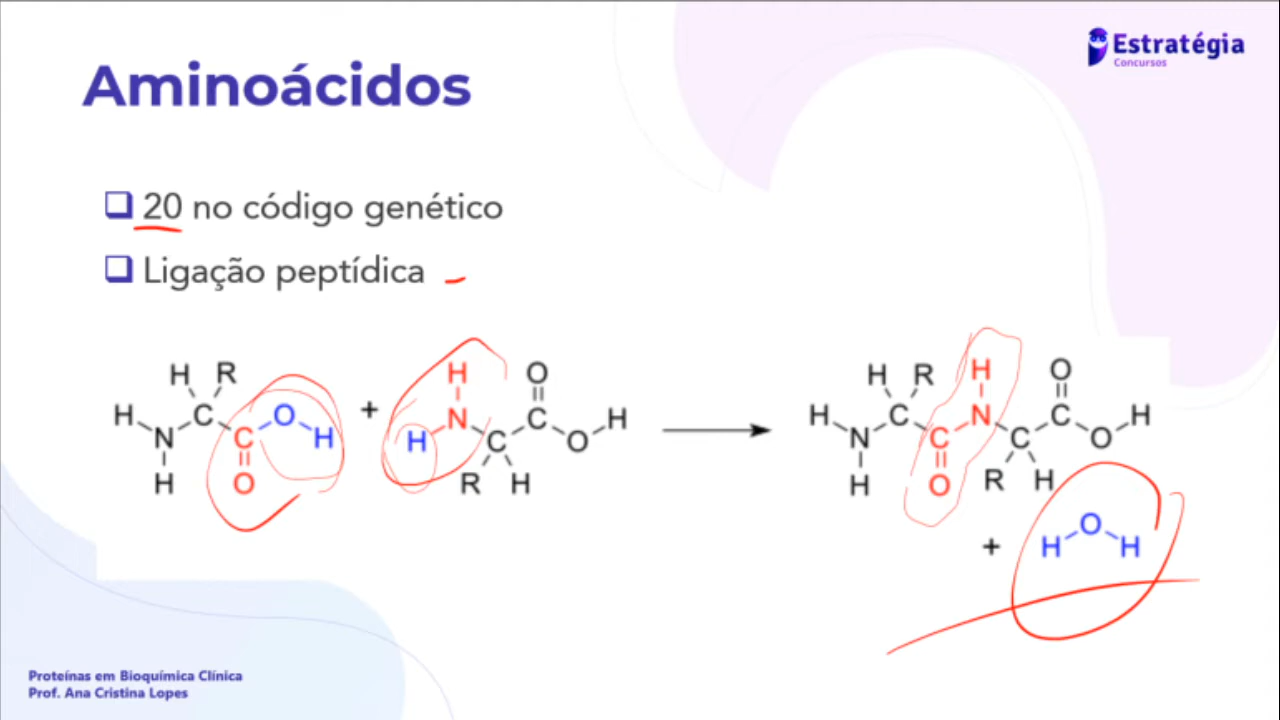 Estratégia
Concursos
Aminoácidos
20 no código genético
Ligação peptídica
H R O H H O
H N C C O H + H N C C O H
H O R H
H R H O
H N C C N C C O H
H O R H
+ H O H
Proteínas em Bioquímica Clínica
Prof. Ana Cristina Lopes